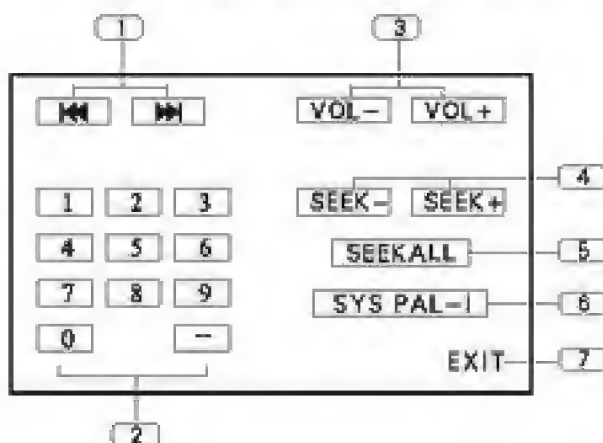 1 3
VOL- VOL+
SEEK- SEEK+ 4
1 2 3
4 5 6 SEEKALL 5
7 8 9 SYS PAL-I 6
0 -
EXIT 7
2